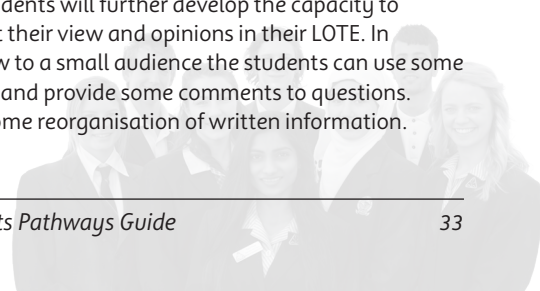 dents will further develop the capacity to
t their view and opinions in their LOTE. In
w to a small audience the students can use some
and provide some comments to questions.
ome reorganisation of written information.
ts Pathways Guide 33